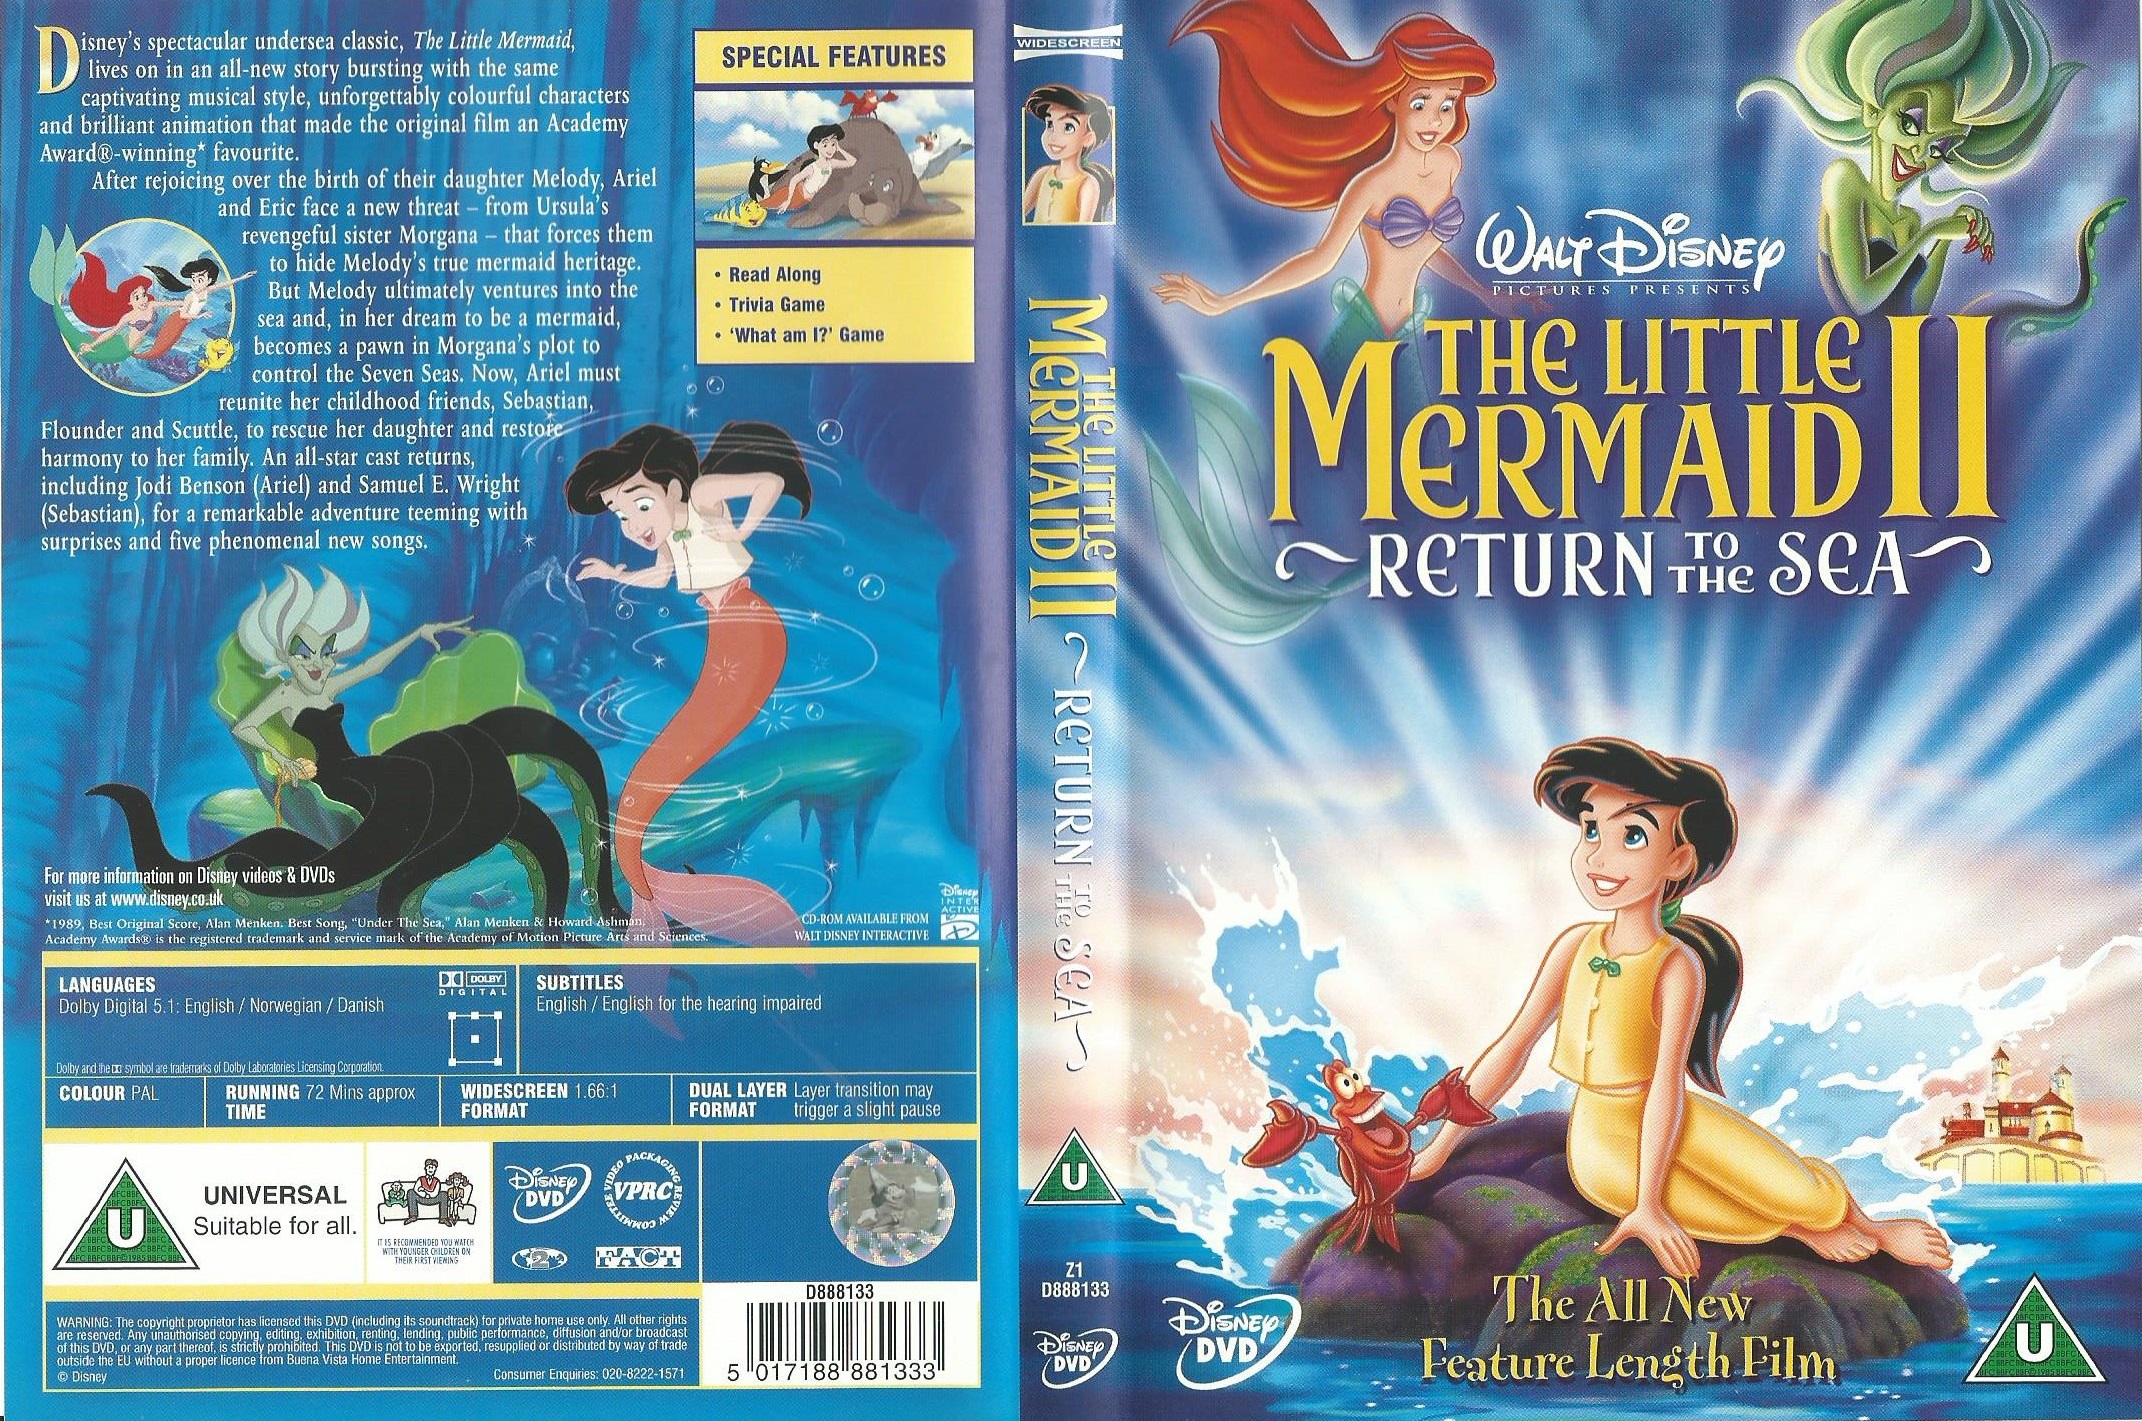 Disney's spectacular undersea classic, The Little Mermaid,
lives on in an all-new story bursting with the same
captivating musical style, unforgettably colourful characters
and brilliant animation that made the original film an Academy
Award®-winning* favourite.
After rejoicing over the birth of their daughter Melody, Ariel
and Eric face a new threat – from Ursula's
revengeful sister Morgana – that forces them
to hide Melody's true mermaid heritage.
But Melody ultimately ventures into the
sea and, in her dream to be a mermaid,
becomes a pawn in Morgana's plot to
control the Seven Seas. Now, Ariel must
reunite her childhood friends, Sebastian,
Flounder and Scuttle, to rescue her daughter and restore
harmony to her family. An all-star cast returns,
including Jodi Benson (Ariel) and Samuel E. Wright
(Sebastian), for a remarkable adventure teeming with
surprises and five phenomenal new songs.
SPECIAL FEATURES
• Read Along
• Trivia Game
• 'What am I?' Game
For more information on Disney videos & DVDs
visit us at www.disney.co.uk
*1989, Best Original Score, Alan Menken. Best Song, "Under The Sea," Alan Menken & Howard Ashman.
Academy Awards® is the registered trademark and service mark of the Academy of Motion Picture Arts and Sciences.
CD-ROM AVAILABLE FROM
WALT DISNEY INTERACTIVE
DISNEY
INTER
ACTIVE
LANGUAGES
Dolby Digital 5.1: English / Norwegian / Danish
DOLBY
DIGITAL
Dolby and the symbol are trademarks of Dolby Laboratories Licensing Corporation.
SUBTITLES
English / English for the hearing impaired
COLOUR PAL
RUNNING 72 Mins approx
TIME
WIDESCREEN 1.66:1
FORMAT
DUAL LAYER Layer transition may
FORMAT trigger a slight pause
U
UNIVERSAL
Suitable for all.
IT IS RECOMMENDED YOU WATCH
WITH YOUNGER CHILDREN ON
THEIR FIRST VIEWING
DISNEY
DVD
VIDEO PACKAGING REVIEW COMMITTEE
VPRC
2
FACT
WARNING: The copyright proprietor has licensed this DVD (including its soundtrack) for private home use only. All other rights
are reserved. Any unauthorised copying, editing, exhibition, renting, lending, public performance, diffusion and/or broadcast
of this DVD, or any part thereof, is strictly prohibited. This DVD is not to be exported, resupplied or distributed by way of trade
outside the EU without a proper licence from Buena Vista Home Entertainment.
© Disney
Consumer Enquiries: 020-8222-1571
D888133
5 017188 881333
WIDESCREEN
THE LITTLE
MERMAID II
RETURN TO THE SEA
U
Z1
D888133
DISNEY
DVD
WALT DISNEY
PICTURES PRESENTS
THE LITTLE
MERMAID II
RETURN TO THE SEA
The All New
Feature Length Film
DISNEY
DVD
U